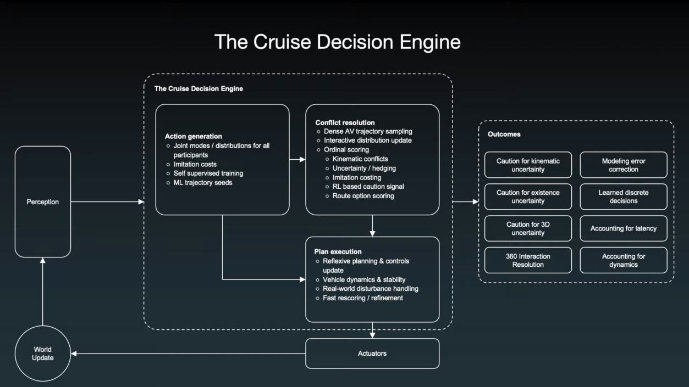 The Cruise Decision Engine
The Cruise Decision Engine
Action generation
Joint modes / distributions for all
participants
Imitation costs
Self supervised training
ML trajectory seeds
Conflict resolution
Dense AV trajectory sampling
Interactive distribution update
Ordinal scoring
Kinematic conflicts
Uncertainty / hedging
Imitation costing
RL based caution signal
Route option scoring
Plan execution
Reflexive planning & controls
update
Vehicle dynamics & stability
Real-world disturbance handling
Fast rescoring / refinement
Perception
World
Update
Actuators
Outcomes
Caution for kinematic
uncertainty
Modeling error
correction
Caution for existence
uncertainty
Learned discrete
decisions
Caution for 3D
uncertainty
Accounting for latency
360 Interaction
Resolution
Accounting for
dynamics